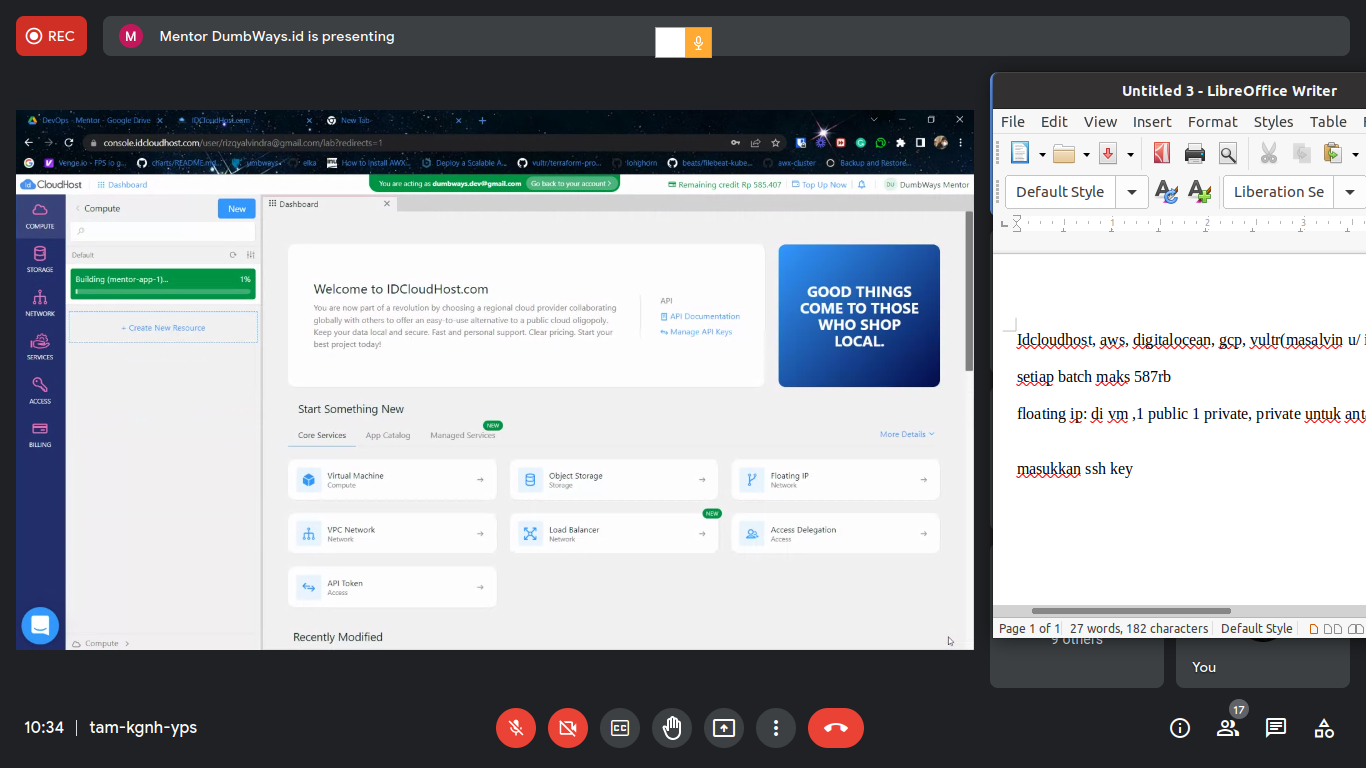 REC
M
Mentor DumbWays.id is presenting
DevOps - Mentor - Google Drive
IDCloudHost.com
New Tab
console.idcloudhost.com/user/rizqyalvindra@gmail.com/lab?redirects=1
Venge.io - FPS io g...
charts/README.md...
umbways
elka
How to Install AWX...
Deploy a Scalable A...
vultr/terraform-pro...
longhorn
beats/filebeat-kube...
awx-cluster
Backup and Restore...
id CloudHost
Dashboard
You are acting as dumbways.dev@gmail.com
Go back to your account >
Remaining credit Rp 585.407
Top Up Now
DU
DumbWays Mentor
COMPUTE
STORAGE
NETWORK
SERVICES
ACCESS
BILLING
Compute
New
Default
Building (mentor-app-1)...
1%
+ Create New Resource
Compute
Dashboard
Welcome to IDCloudHost.com
You are now part of a revolution by choosing a regional cloud provider collaborating
globally with others to offer an easy-to-use alternative to a public cloud oligopoly.
Keep your data local and secure. Fast and personal support. Clear pricing. Start your
best project today!
API
API Documentation
Manage API Keys
GOOD THINGS
COME TO THOSE
WHO SHOP
LOCAL.
Start Something New
Core Services
App Catalog
Managed Services
NEW
More Details
Virtual Machine
Compute
Object Storage
Storage
Floating IP
Network
VPC Network
Network
Load Balancer
Network
NEW
Access Delegation
Access
API Token
Access
Recently Modified
Untitled 3 - LibreOffice Writer
File
Edit
View
Insert
Format
Styles
Table
Default Style
Liberation Se
1
2
3
Idcloudhost, aws, digitalocean, gcp, vultr(masalvin u/
setiap batch maks 587rb
floating ip: di vm ,1 public 1 private, private untuk ant
masukkan ssh key
Page 1 of 1
27 words, 182 characters
Default Style
9 others
You
10:34
tam-kgnh-yps
17